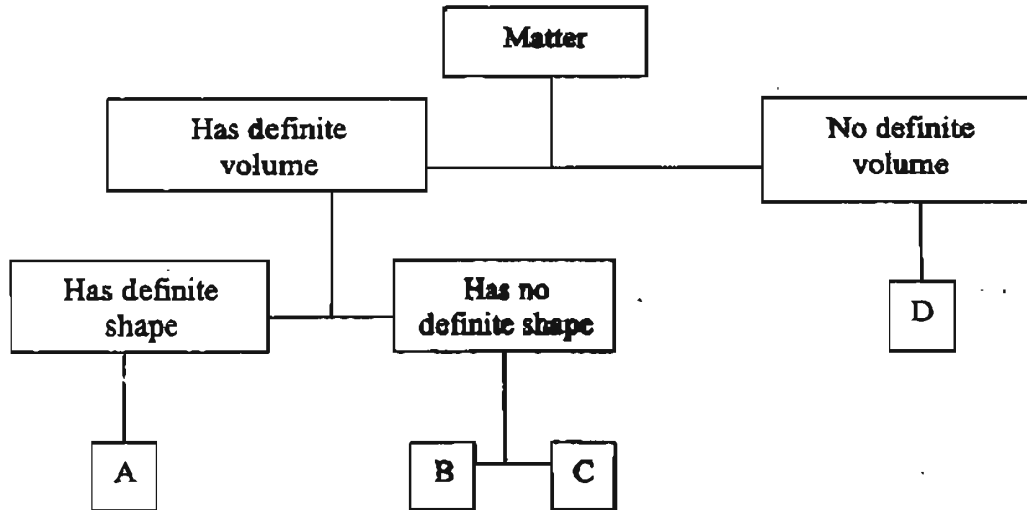 Matter
Has definite
volume
No definite
volume
Has definite
shape
Has no
definite shape
D
A
B
C